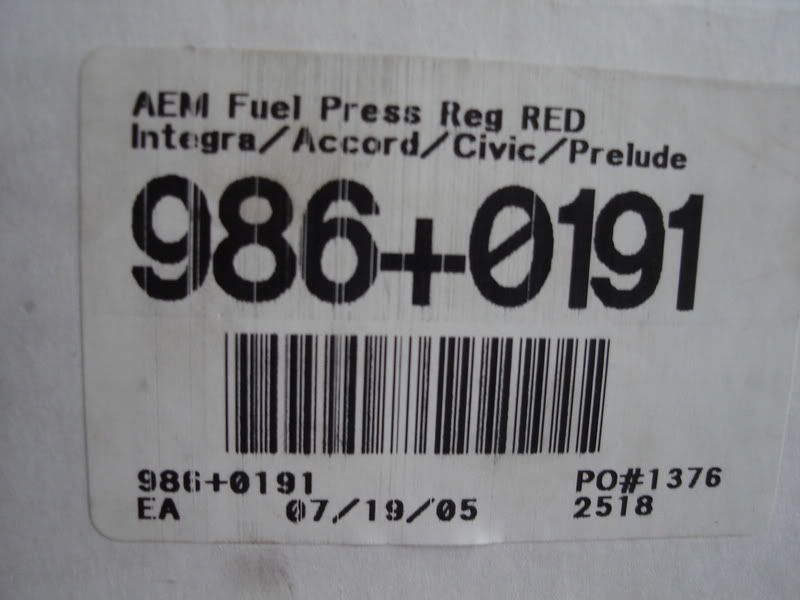 AEM Fuel Press Reg RED
Integra/Accord/Civic/Prelude
986+0191
986+0191 PO#1376
EA 07/19/05 2518